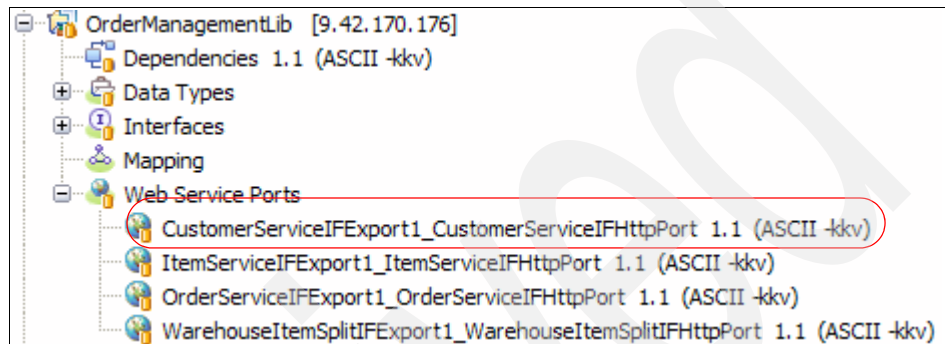 OrderManagementLib [9.42.170.176]
Dependencies 1.1 (ASCII -kkv)
Data Types
Interfaces
Mapping
Web Service Ports
CustomerServiceIFExport1_CustomerServiceIFHttpPort 1.1 (ASCII -kkv)
ItemServiceIFExport1_ItemServiceIFHttpPort 1.1 (ASCII -kkv)
OrderServiceIFExport1_OrderServiceIFHttpPort 1.1 (ASCII -kkv)
WarehouseItemSplitIFExport1_WarehouseItemSplitIFHttpPort 1.1 (ASCII -kkv)